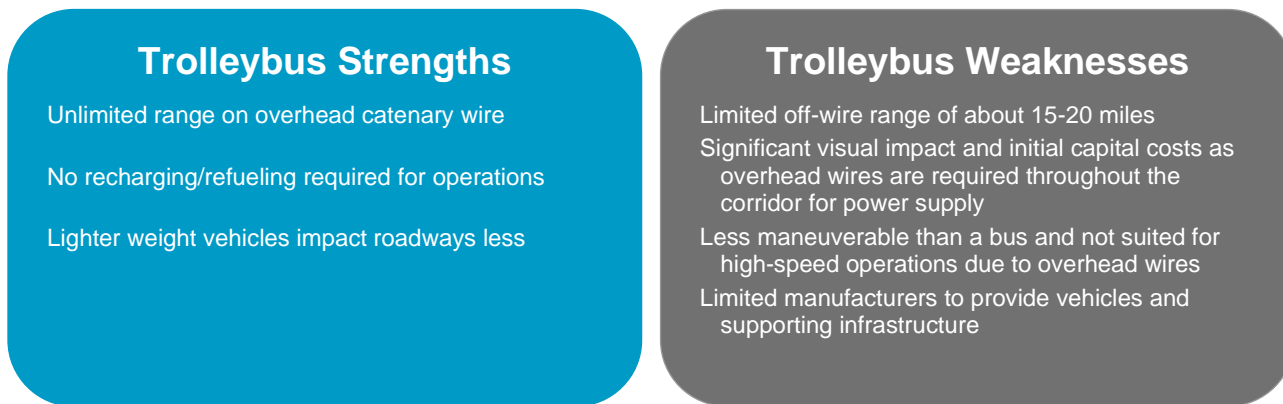 Trolleybus Strengths
Unlimited range on overhead catenary wire
No recharging/refueling required for operations
Lighter weight vehicles impact roadways less
Trolleybus Weaknesses
Limited off-wire range of about 15-20 miles
Significant visual impact and initial capital costs as
overhead wires are required throughout the
corridor for power supply
Less maneuverable than a bus and not suited for
high-speed operations due to overhead wires
Limited manufacturers to provide vehicles and
supporting infrastructure